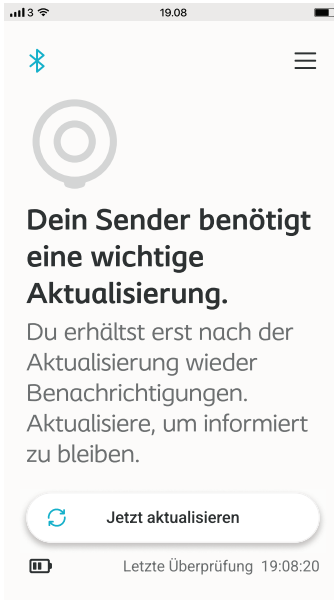 3 19.08
Dein Sender benötigt
eine wichtige
Aktualisierung.
Du erhältst erst nach der
Aktualisierung wieder
Benachrichtigungen.
Aktualisiere, um informiert
zu bleiben.
Jetzt aktualisieren
Letzte Überprüfung 19:08:20